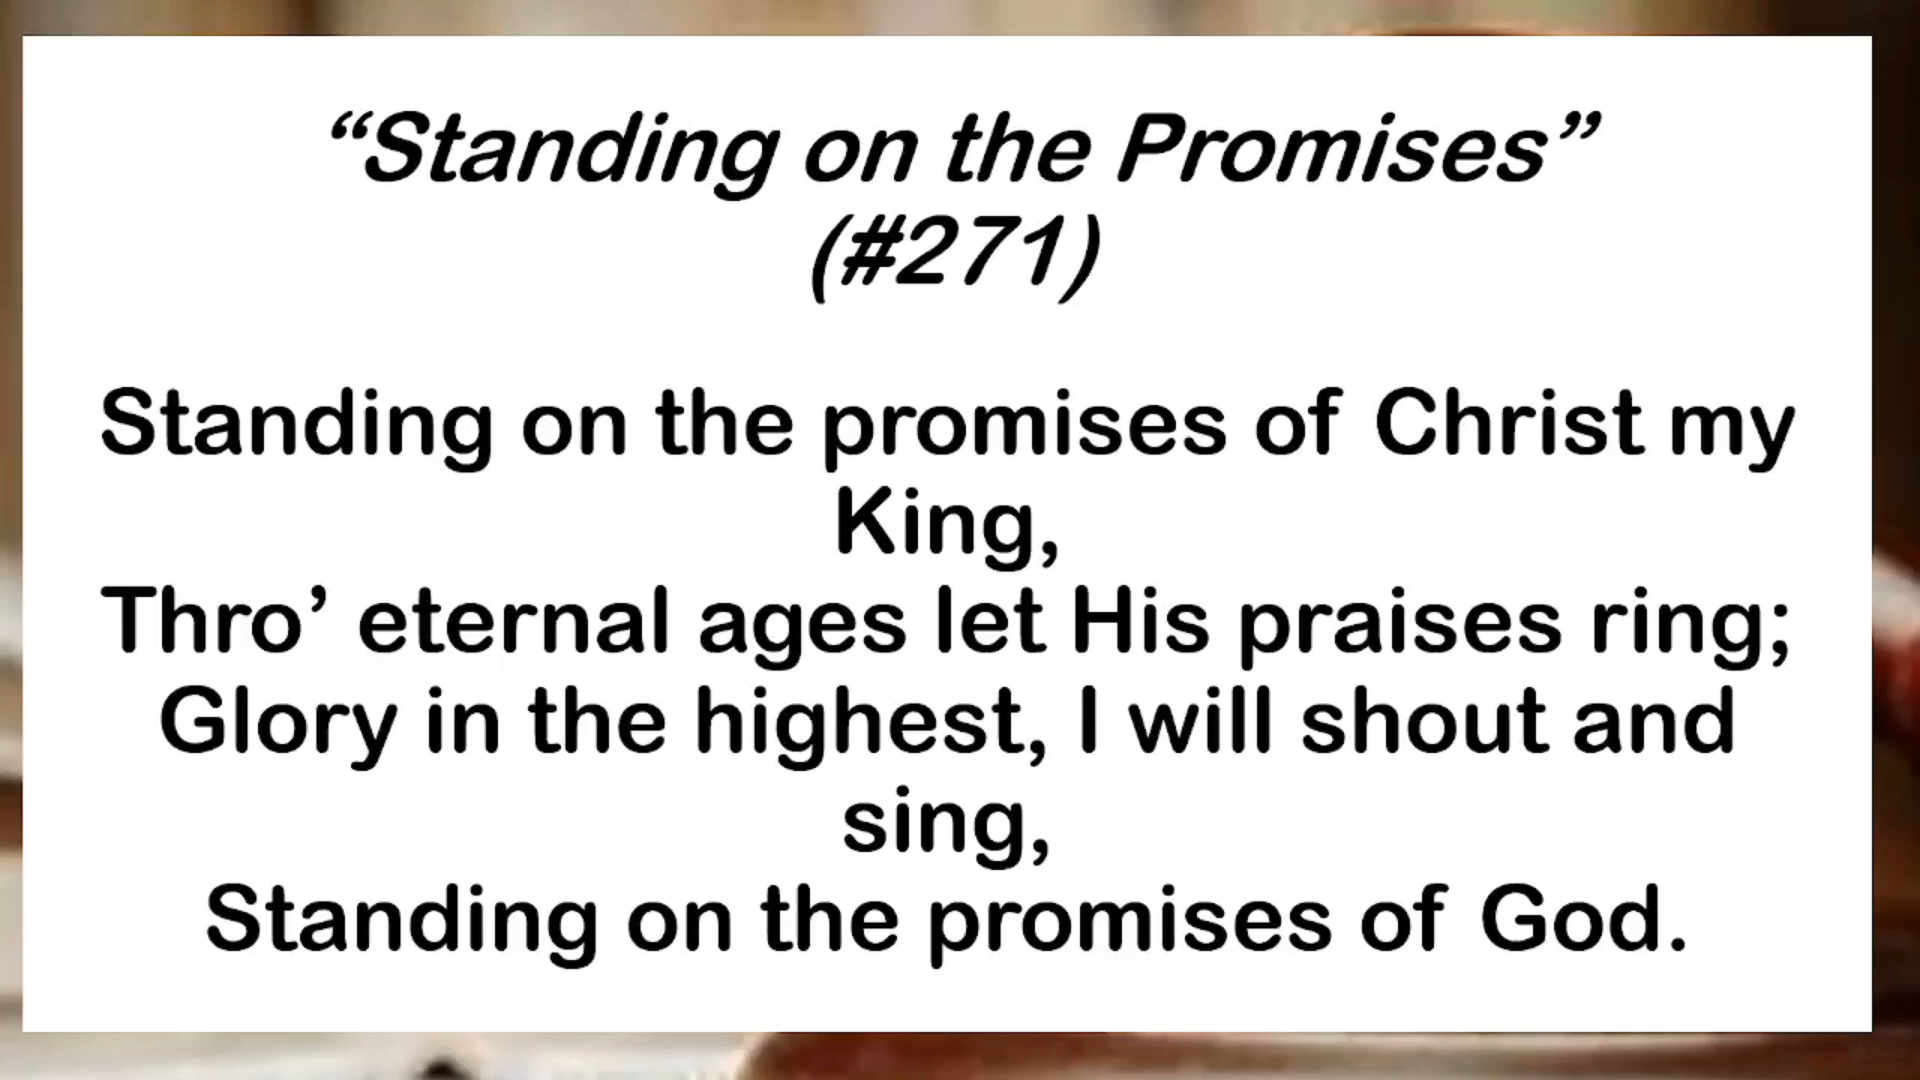 “Standing on the Promises”
(#271)
Standing on the promises of Christ my
King,
Thro’ eternal ages let His praises ring;
Glory in the highest, I will shout and
sing,
Standing on the promises of God.